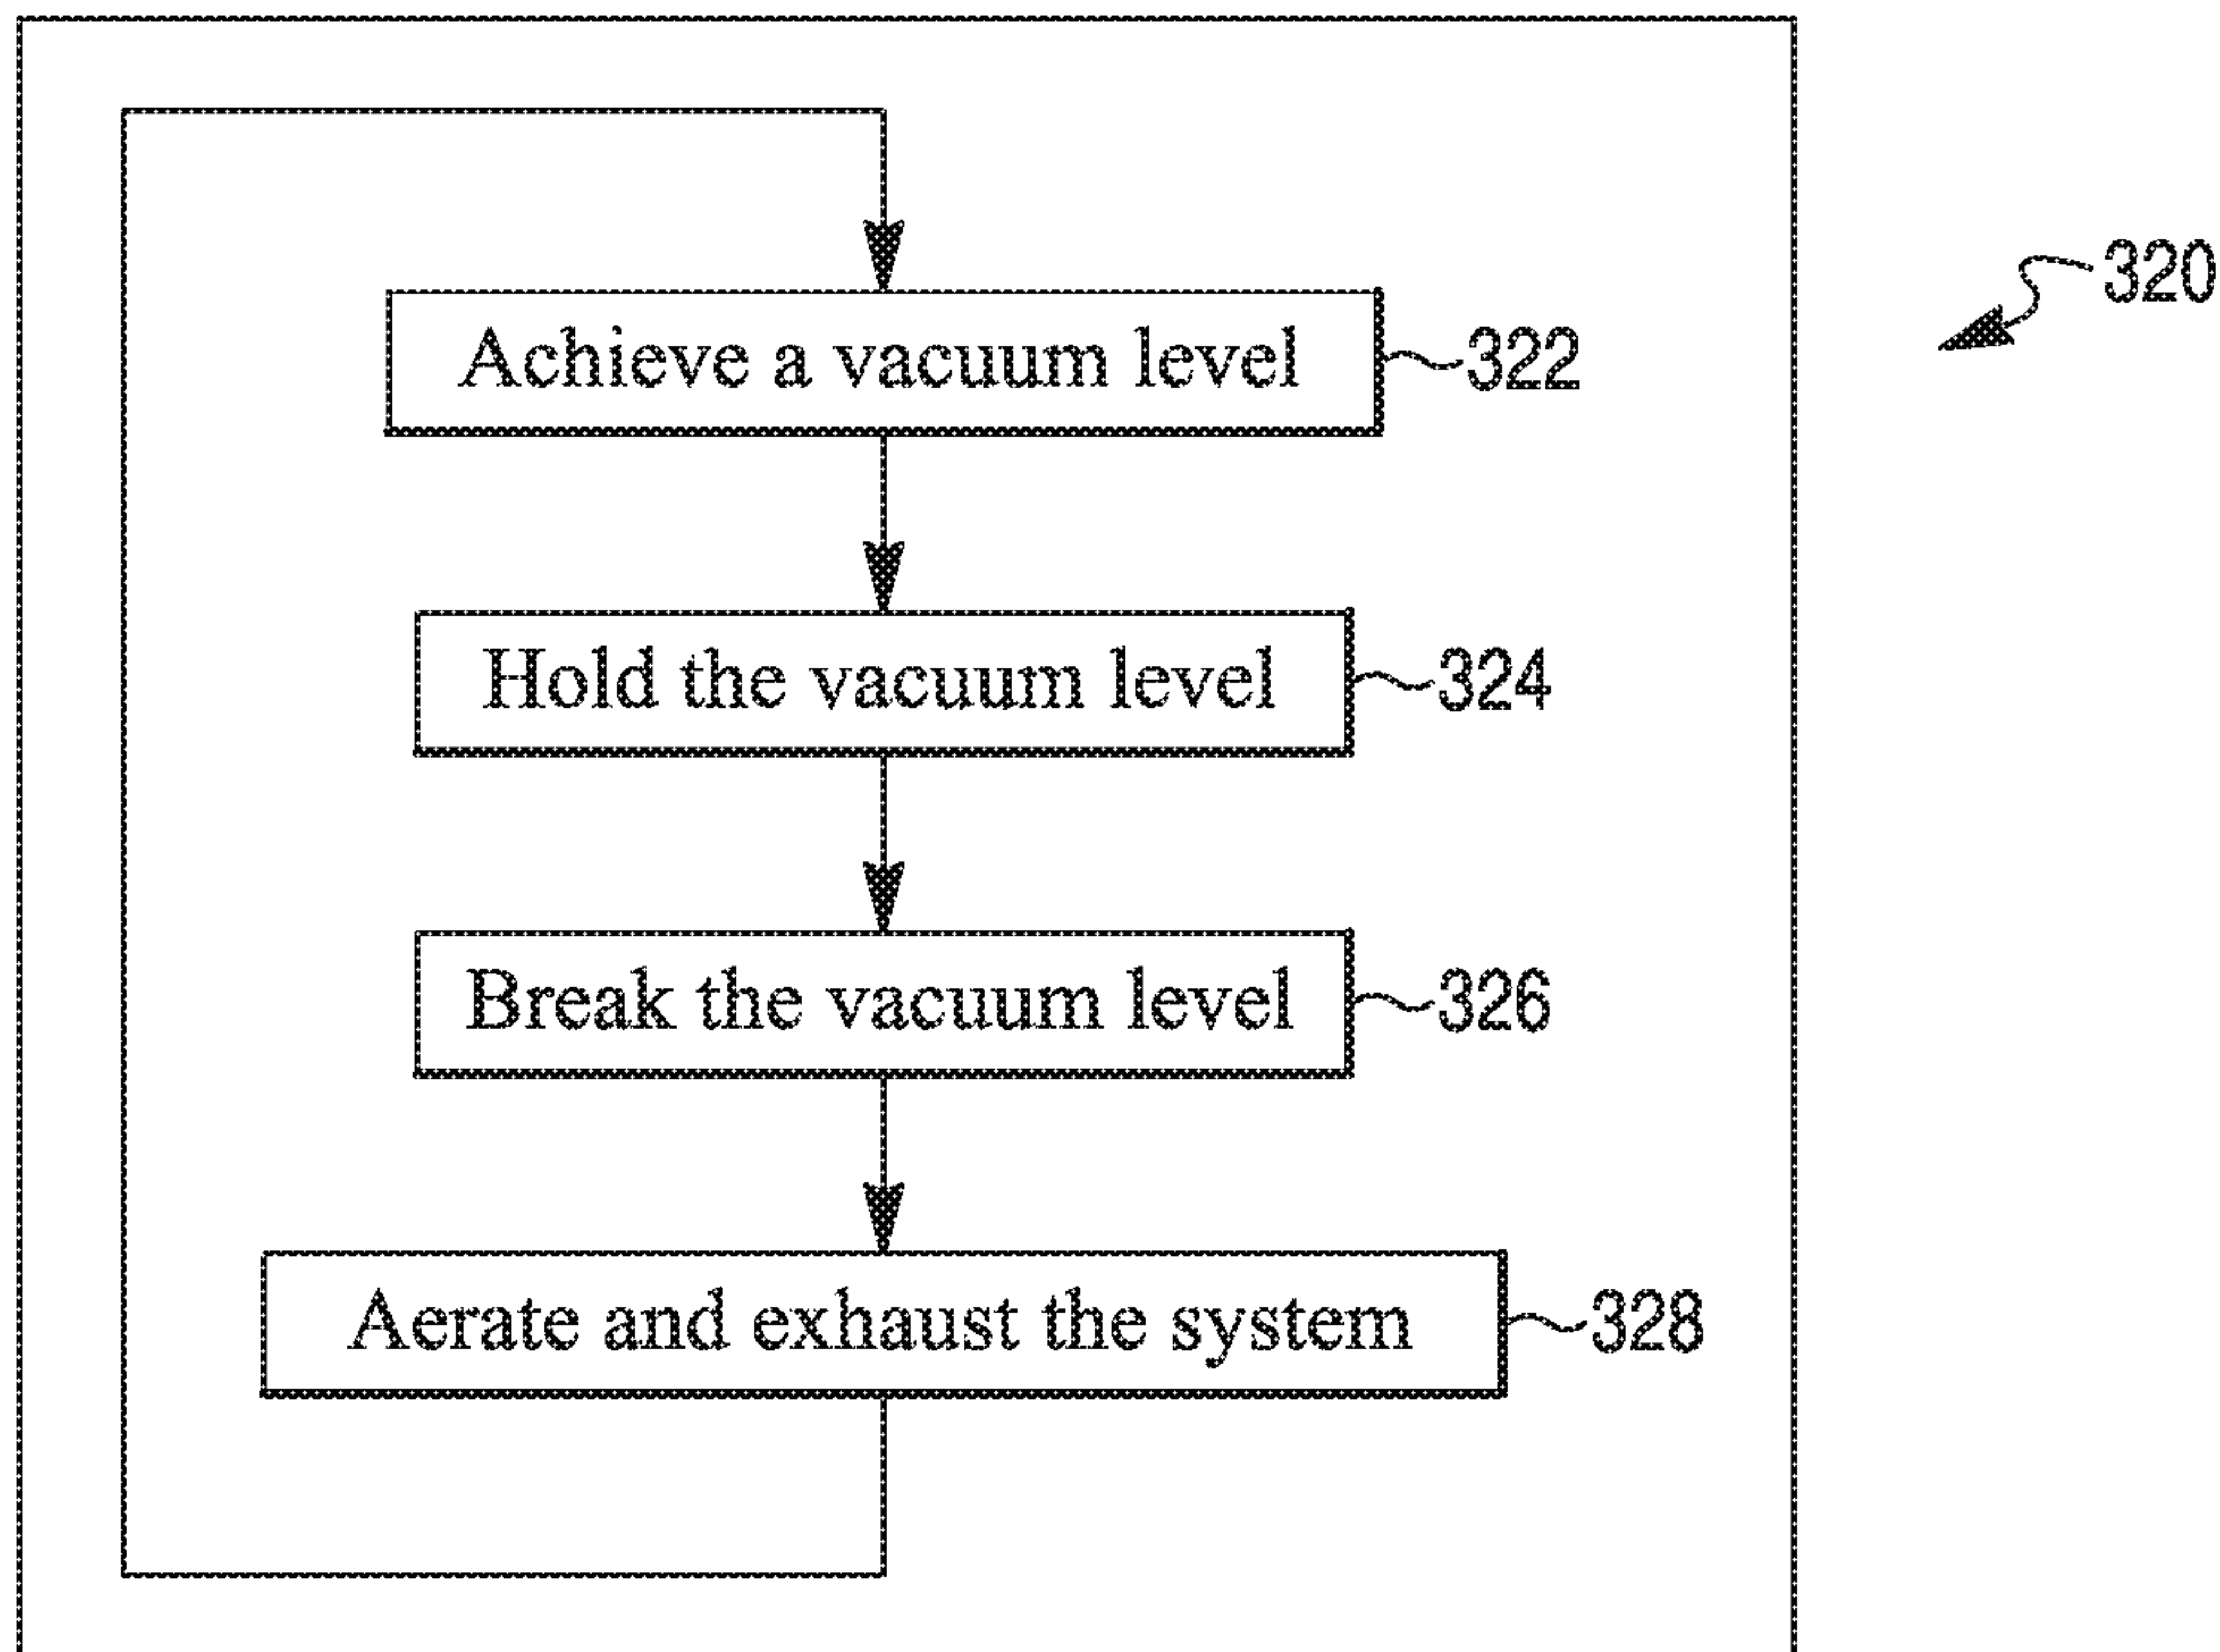 320
Achieve a vacuum level 322
Hold the vacuum level 324
Break the vacuum level 326
Aerate and exhaust the system 328